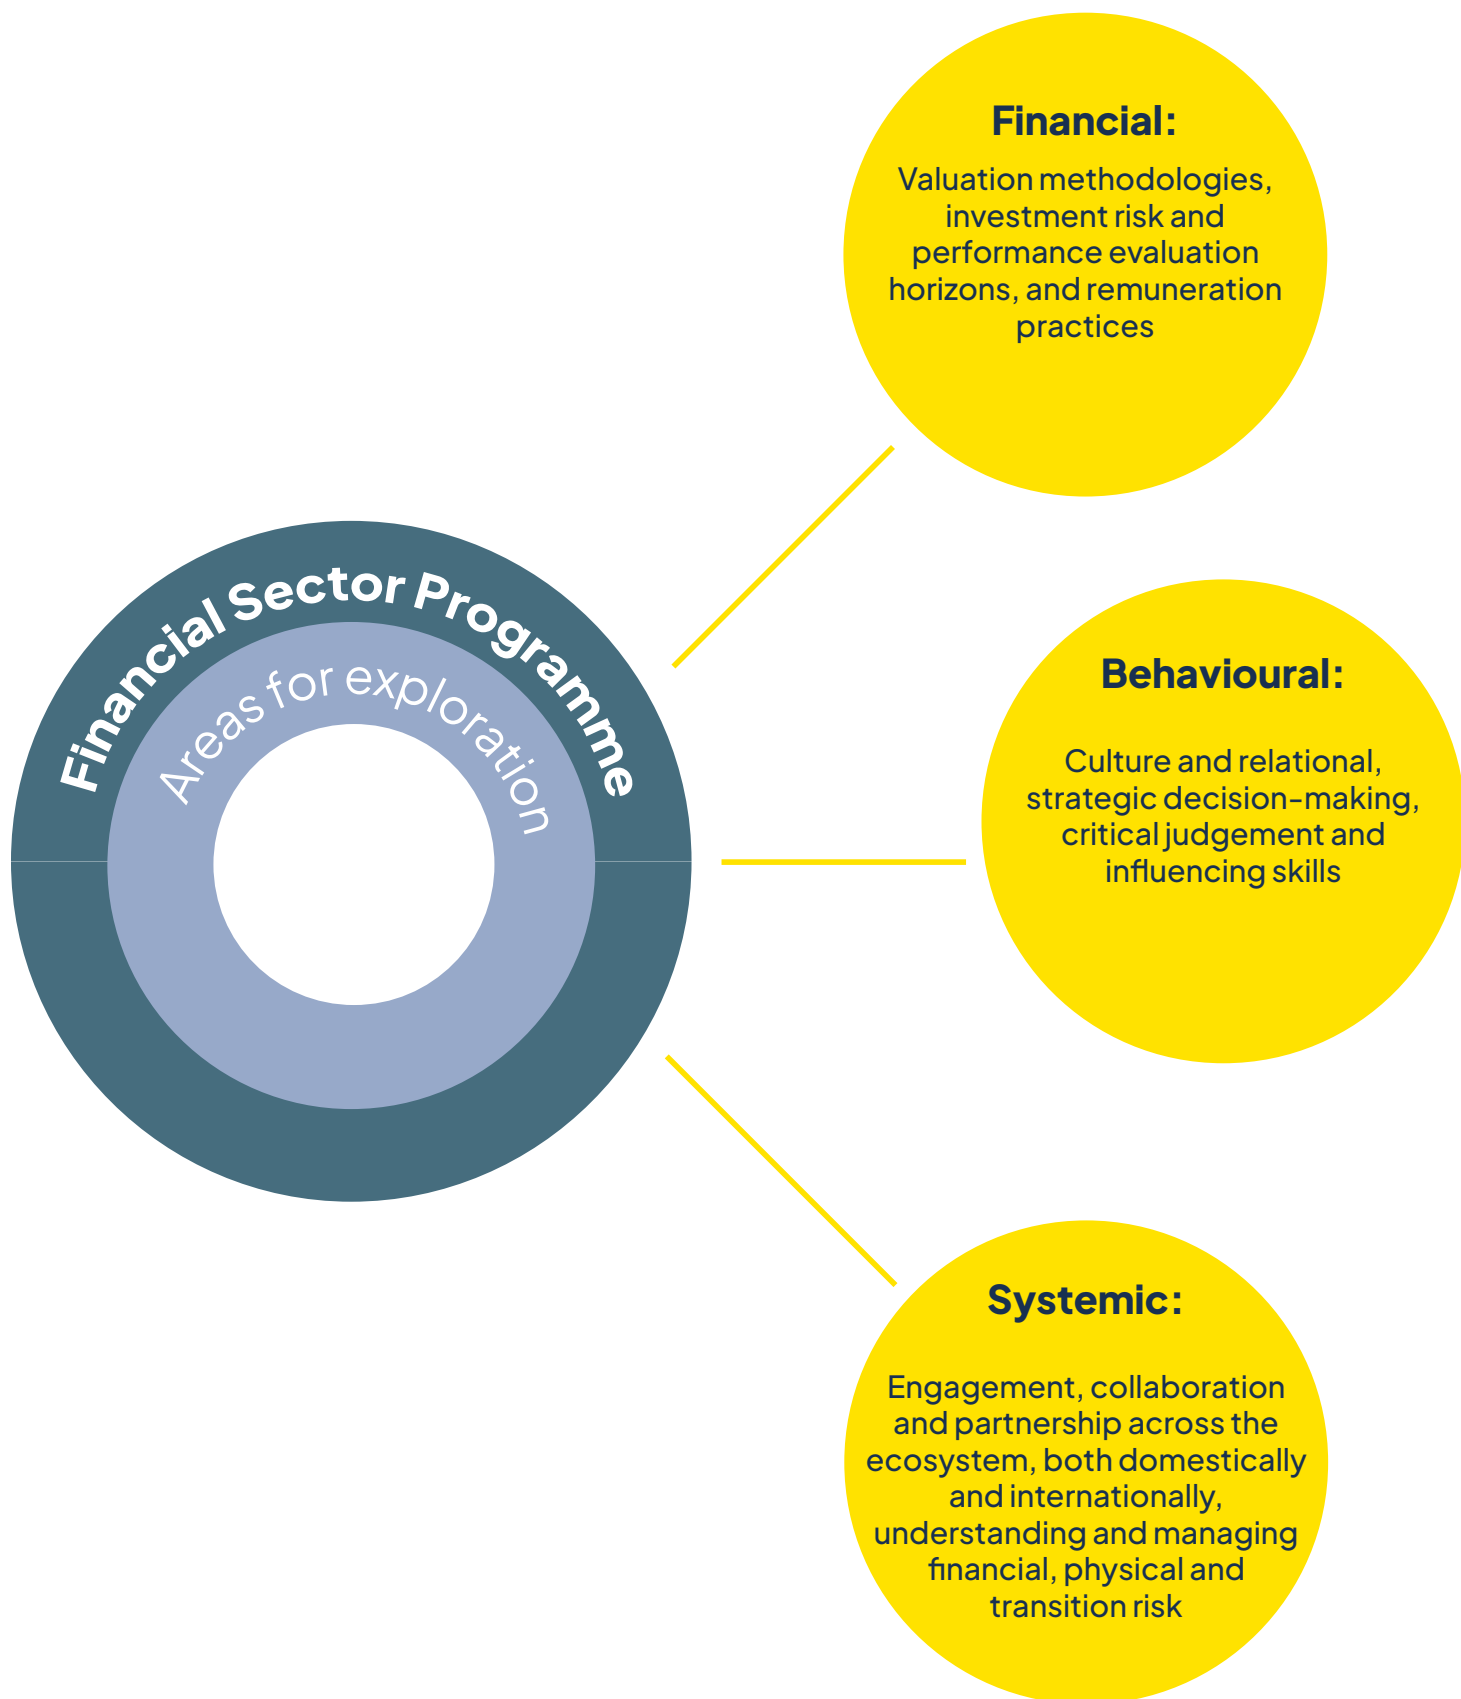 Financial Sector Programme
Areas for exploration
Financial:
Valuation methodologies,
investment risk and
performance evaluation
horizons, and remuneration
practices
Behavioural:
Culture and relational,
strategic decision-making,
critical judgement and
influencing skills
Systemic:
Engagement, collaboration
and partnership across the
ecosystem, both domestically
and internationally,
understanding and managing
financial, physical and
transition risk